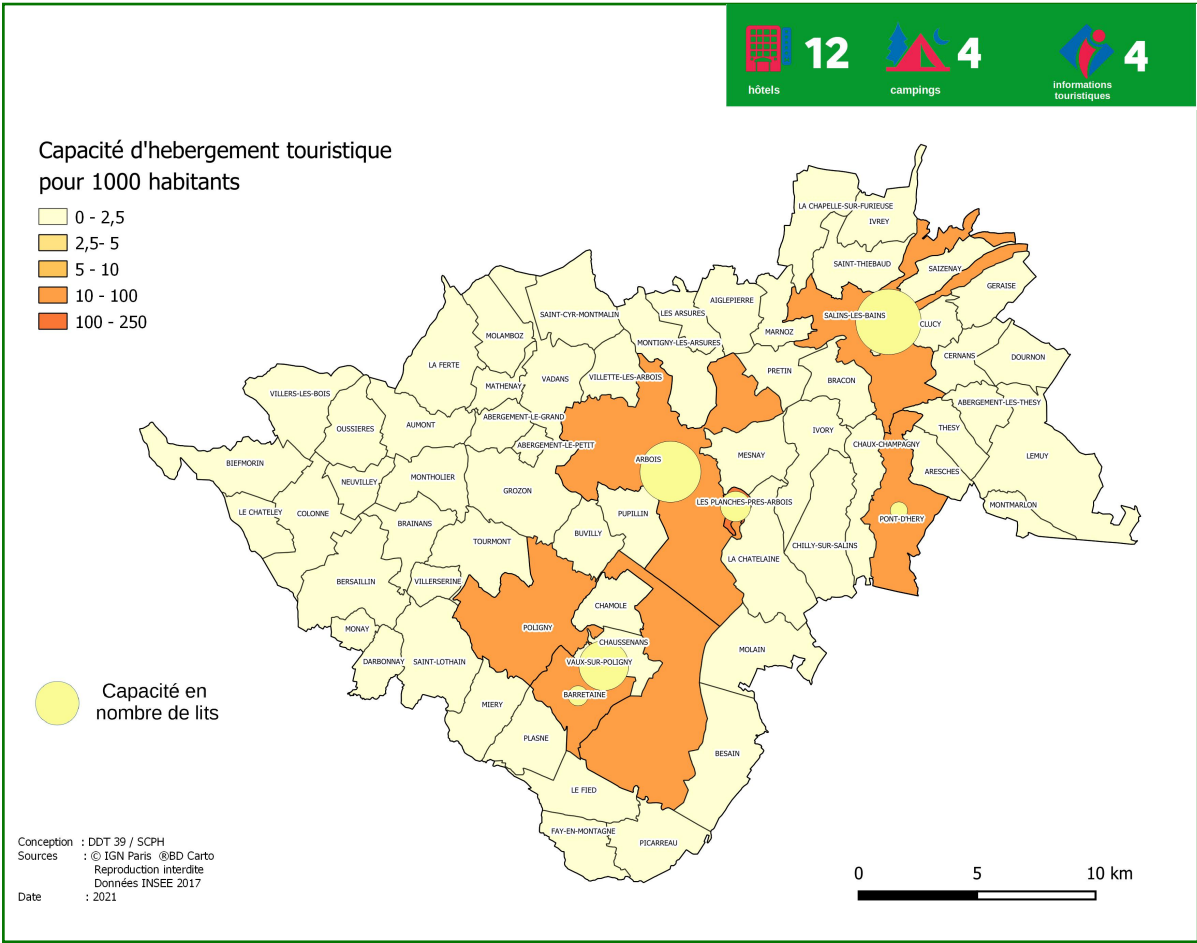 12
4
4
hôtels
campings
informations
touristiques
Capacité d'hebergement touristique
pour 1000 habitants
0 - 2,5
2,5- 5
5 - 10
10 - 100
100 - 250
LA CHAPELLE-SUR-FURIEUSE
IVREY
SAINT-THIEBAUD
SAIZENAY
GERAISE
AIGLEPIERRE
LES ARSURES
SAINT-CYR-MONTMALIN
SALINS-LES-BAINS
CLUCY
MARNOZ
MOLAMBOZ
MONTIGNY-LES-ARSURES
CERNANS
DOURNON
LA FERTE
PRETIN
VADANS
VILLETTE-LES-ARBOIS
BRACON
MATHENAY
VILLERS-LES-BOIS
ABERGEMENT-LES-THESY
ABERGEMENT-LE-GRAND
AUMONT
OUSSIERES
IVORY
THESY
ABERGEMENT-LE-PETIT
CHAUX-CHAMPAGNY
MESNAY
LEMUY
ARBOIS
BIEFMORIN
ARESCHES
MONTHOLIER
NEUVILLEY
GROZON
LES PLANCHES-PRES-ARBOIS
MONTMARLON
LE CHATELEY
COLONNE
PUPILLIN
PONT-D'HERY
BRAINANS
BUVILLY
TOURMONT
CHILLY-SUR-SALINS
LA CHATELAINE
BERSAILLIN
VILLERSERINE
CHAMOLE
POLIGNY
MONAY
CHAUSSENANS
MOLAIN
DARBONNAY
SAINT-LOTHAIN
VAUX-SUR-POLIGNY
BARRETAINE
MIERY
PLASNE
BESAIN
LE FIED
FAY-EN-MONTAGNE
PICARREAU
Capacité en
nombre de lits
Conception : DDT 39 / SCPH
Sources : © IGN Paris ®BD Carto
Reproduction interdite
Données INSEE 2017
Date : 2021
0 5 10 km